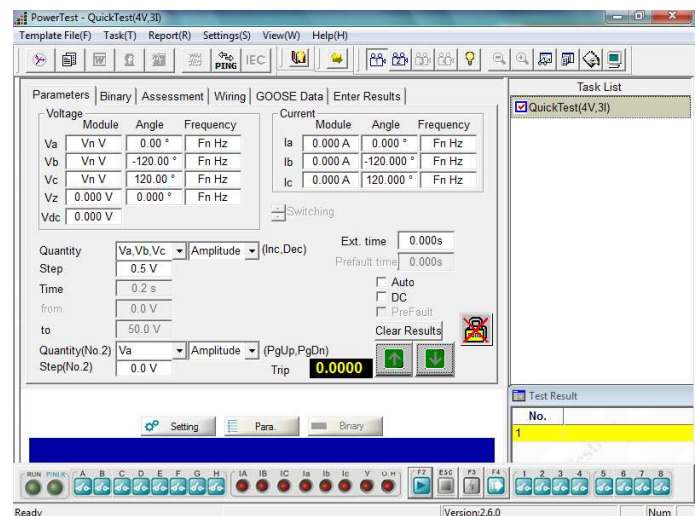 PowerTest - QuickTest(4V,3I)
Template File(F) Task(T) Report(R) Settings(S) View(W) Help(H)
PING IEC
Parameters Binary Assessment Wiring GOOSE Data Enter Results
Task List
QuickTest(4V,3I)
Voltage Current
Module Angle Frequency Module Angle Frequency
Va Vn V 0.00 ° Fn Hz Ia 0.000 A 0.000 ° Fn Hz
Vb Vn V -120.00 ° Fn Hz Ib 0.000 A -120.000 ° Fn Hz
Vc Vn V 120.00 ° Fn Hz Ic 0.000 A 120.000 ° Fn Hz
Vz 0.000 V 0.000 ° Fn Hz
Vdc 0.000 V
Switching
Quantity Va,Vb,Vc Amplitude (Inc,Dec) Ext. time 0.000s
Step 0.5 V Prefault time 0.000s
Time 0.2 s Auto
DC
from 0.0 V PreFault
to 50.0 V Clear Results
Quantity(No.2) Va Amplitude (PgUp,PgDn)
Step(No.2) 0.0 V Trip 0.0000
Test Result
No.
1
Setting Para. Binary
RUN A B C D E F G H IA IB IC Ia Ib Ic V O.H F2 ESC F3 F4 1 2 3 4 5 6 7 8
Ready Version:2.6.0 Num